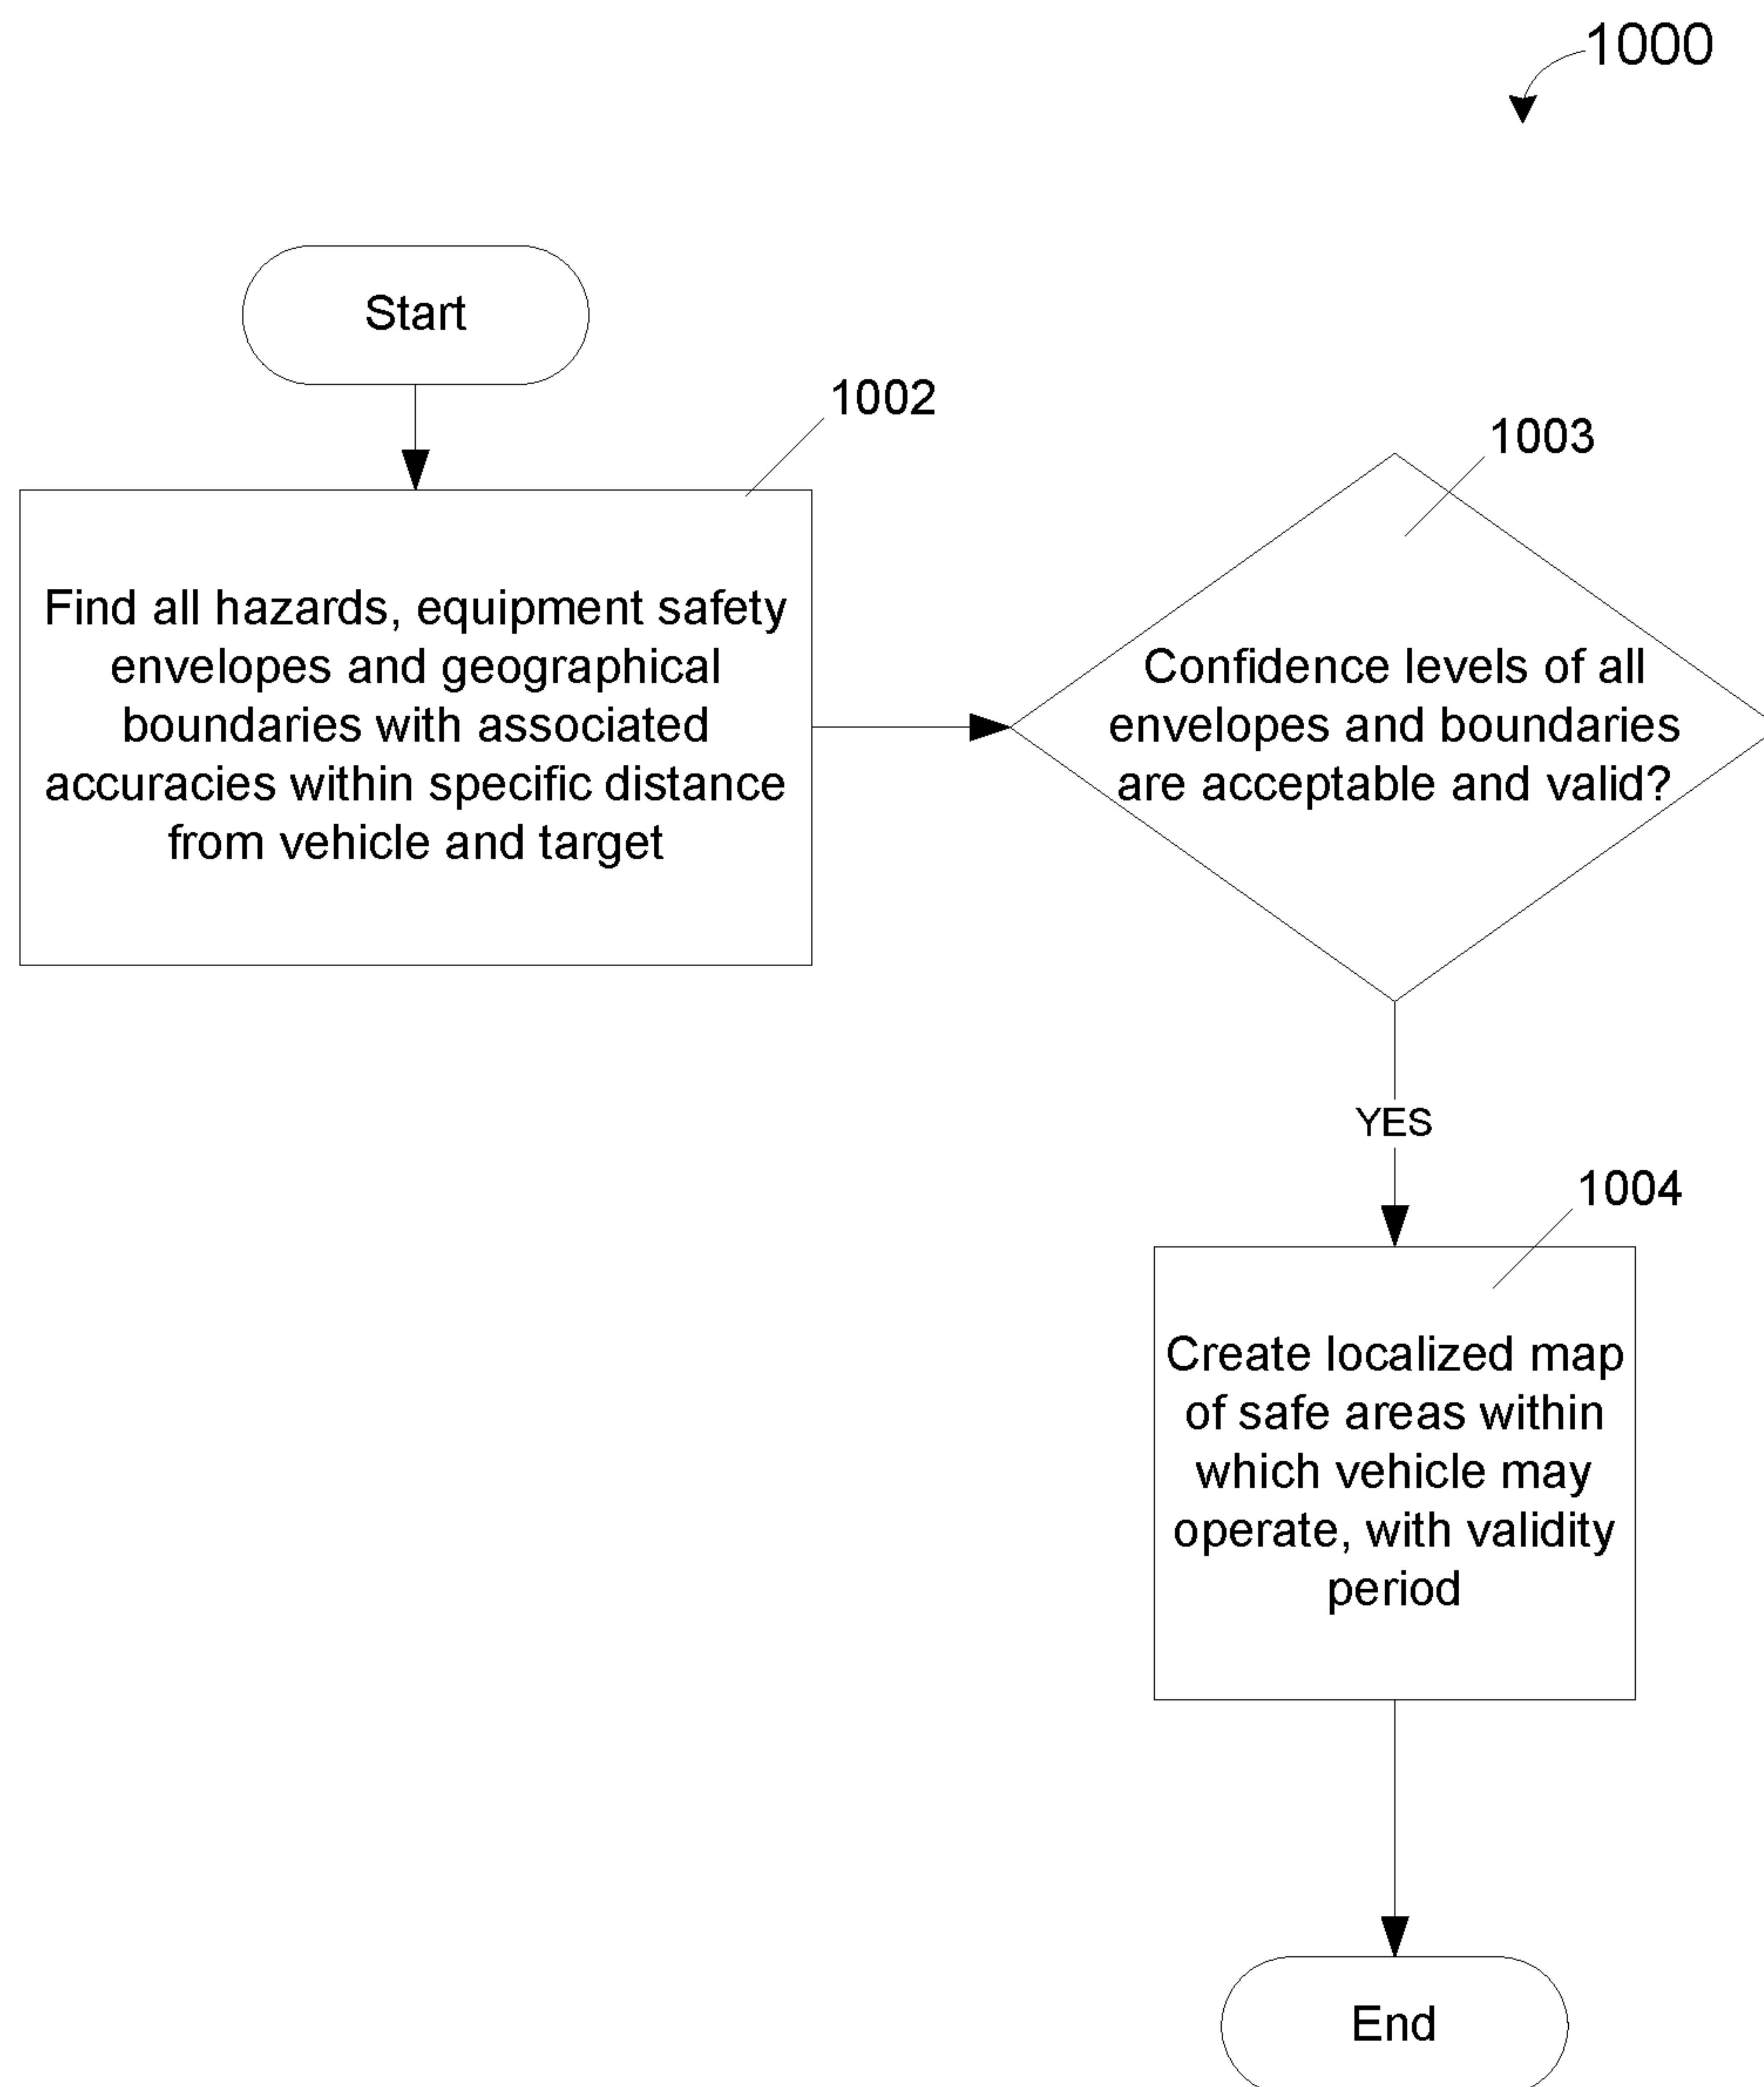 1000
Start
1002
Find all hazards, equipment safety
envelopes and geographical
boundaries with associated
accuracies within specific distance
from vehicle and target
1003
Confidence levels of all
envelopes and boundaries
are acceptable and valid?
YES
1004
Create localized map
of safe areas within
which vehicle may
operate, with validity
period
End